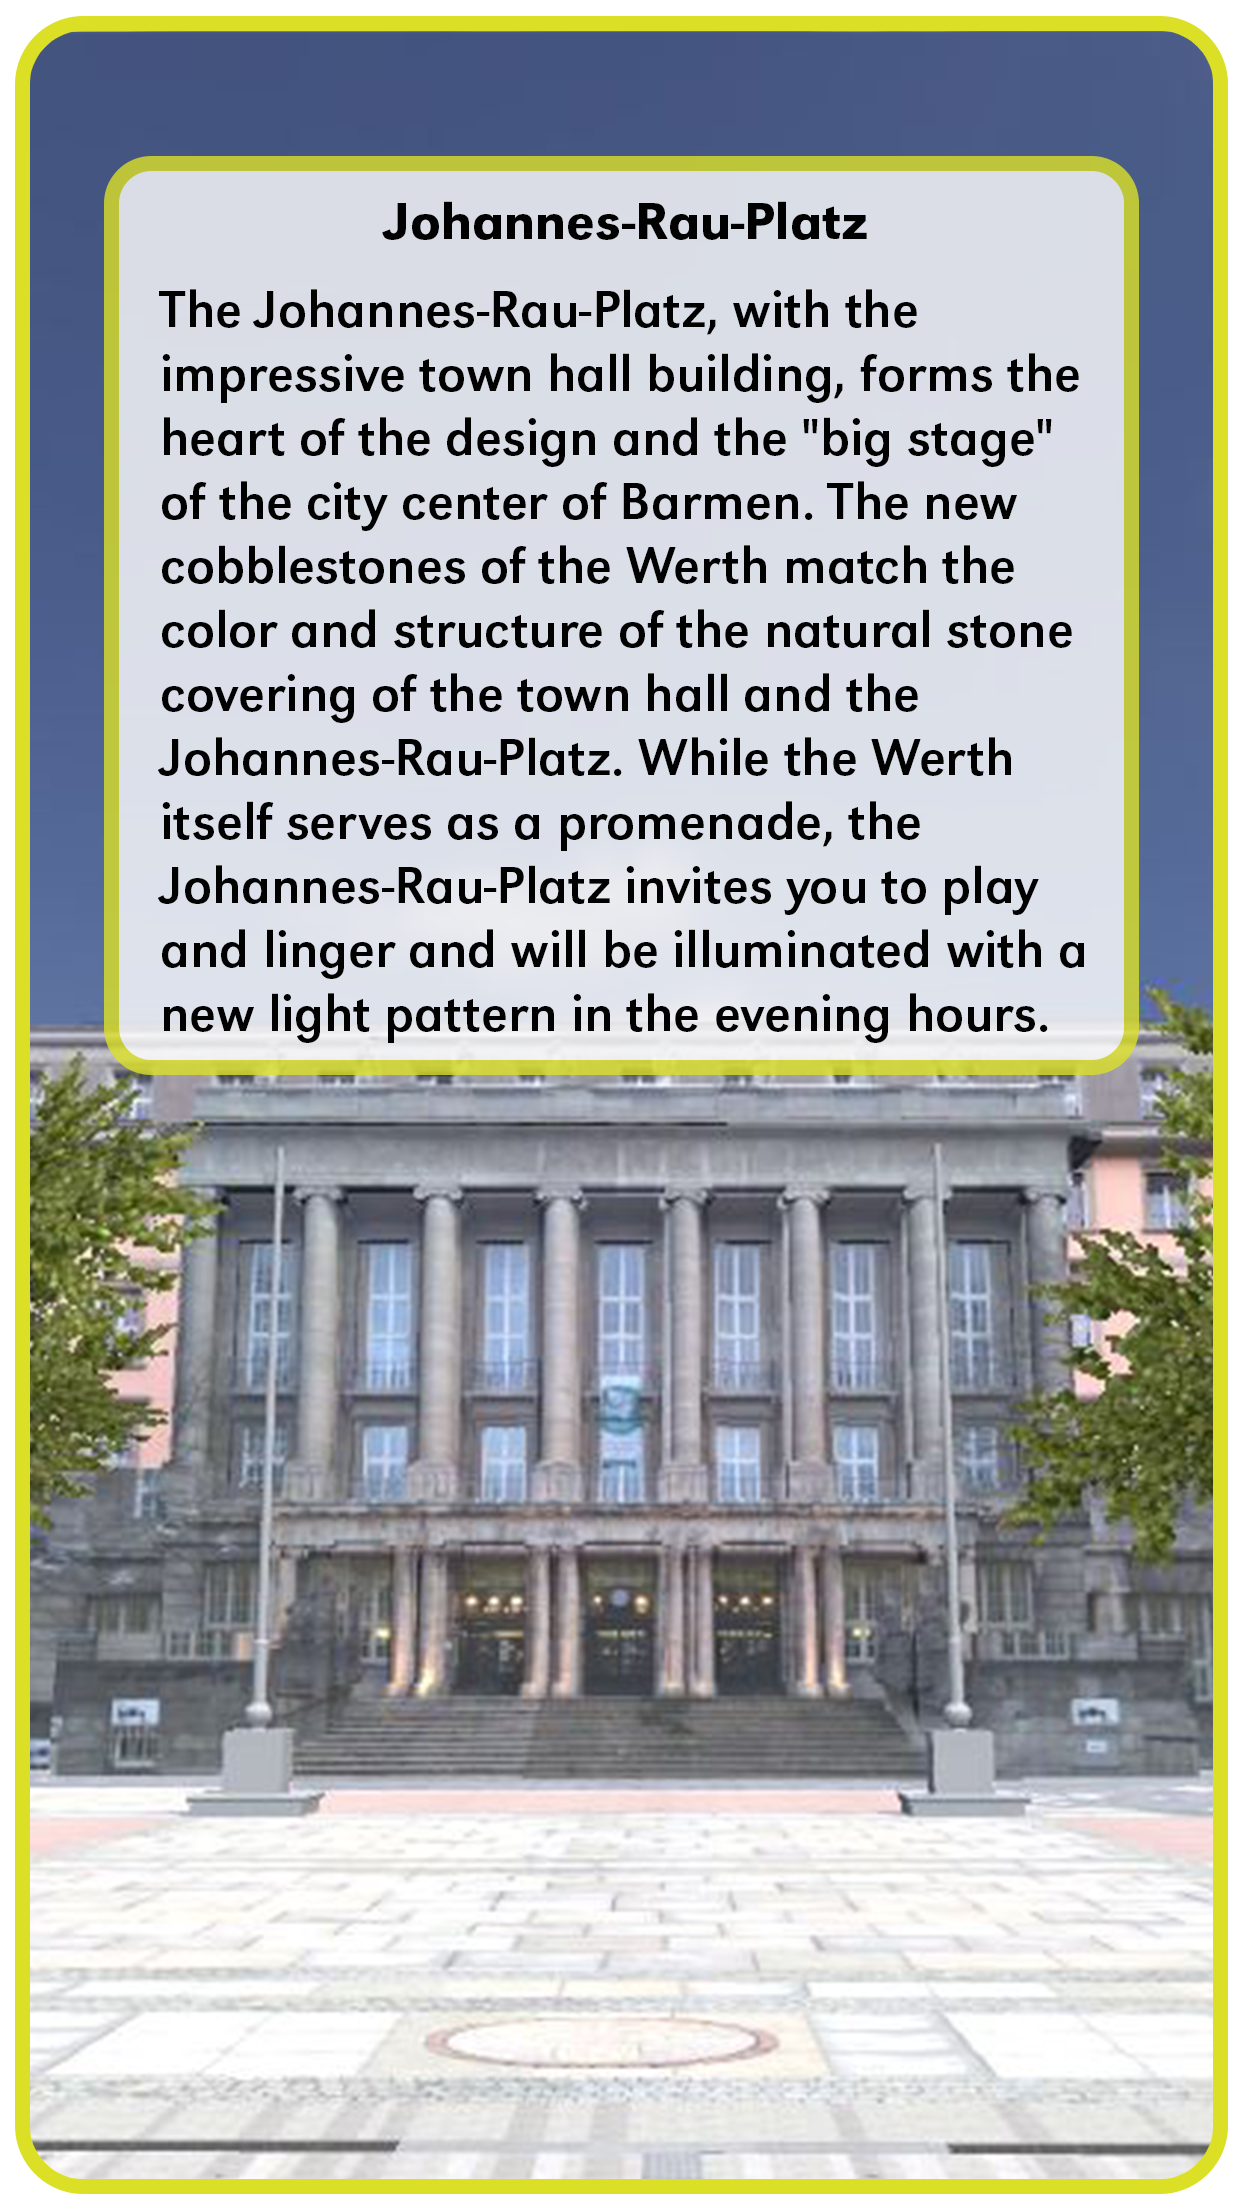 Johannes-Rau-Platz
The Johannes-Rau-Platz, with the
impressive town hall building, forms the
heart of the design and the "big stage"
of the city center of Barmen. The new
cobblestones of the Werth match the
color and structure of the natural stone
covering of the town hall and the
Johannes-Rau-Platz. While the Werth
itself serves as a promenade, the
Johannes-Rau-Platz invites you to play
and linger and will be illuminated with a
new light pattern in the evening hours.